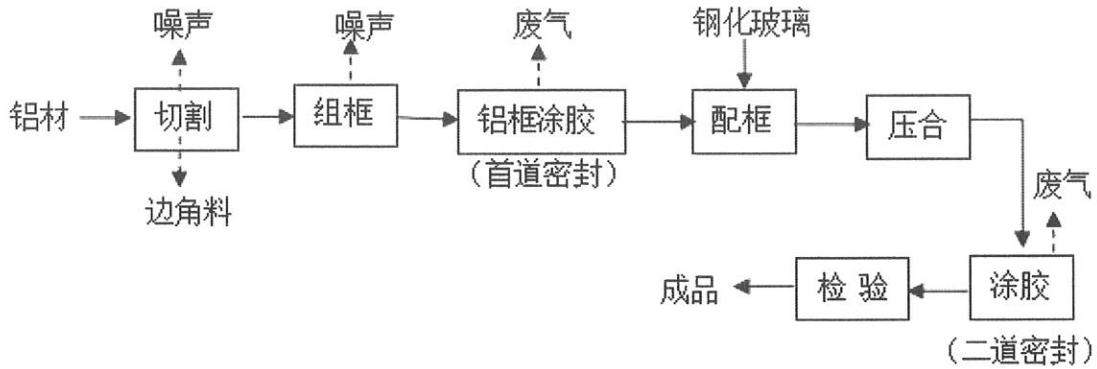 噪声
噪声
废气
钢化玻璃
铝材
切割
组框
铝框涂胶
配框
压合
(首道密封)
边角料
废气
成品
检 验
涂胶
(二道密封)